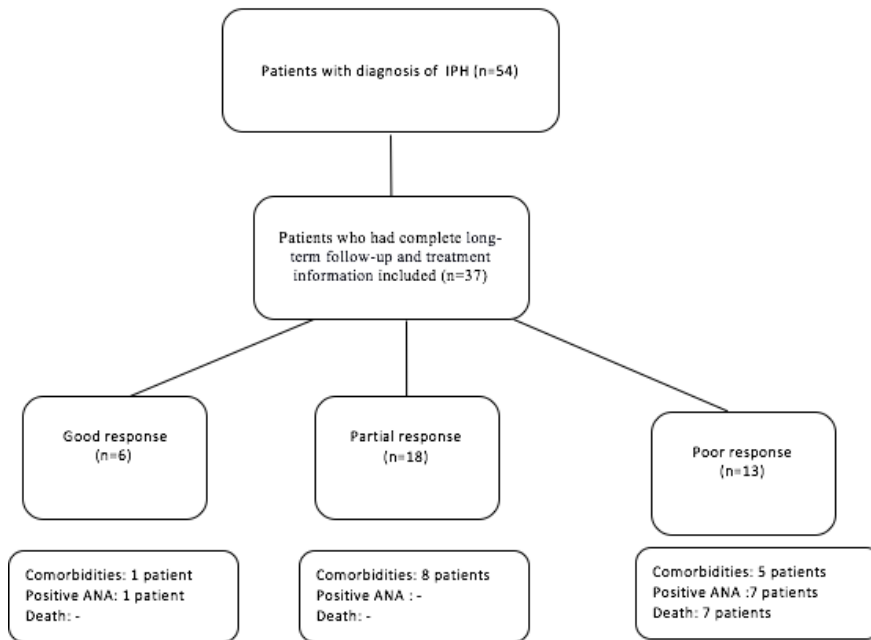 Patients with diagnosis of IPH (n=54)
Patients who had complete long-
term follow-up and treatment
information included (n=37)
Good response
(n=6)
Partial response
(n=18)
Poor response
(n=13)
Comorbidities: 1 patient
Positive ANA: 1 patient
Death: -
Comorbidities: 8 patients
Positive ANA : -
Death: -
Comorbidities: 5 patients
Positive ANA :7 patients
Death: 7 patients